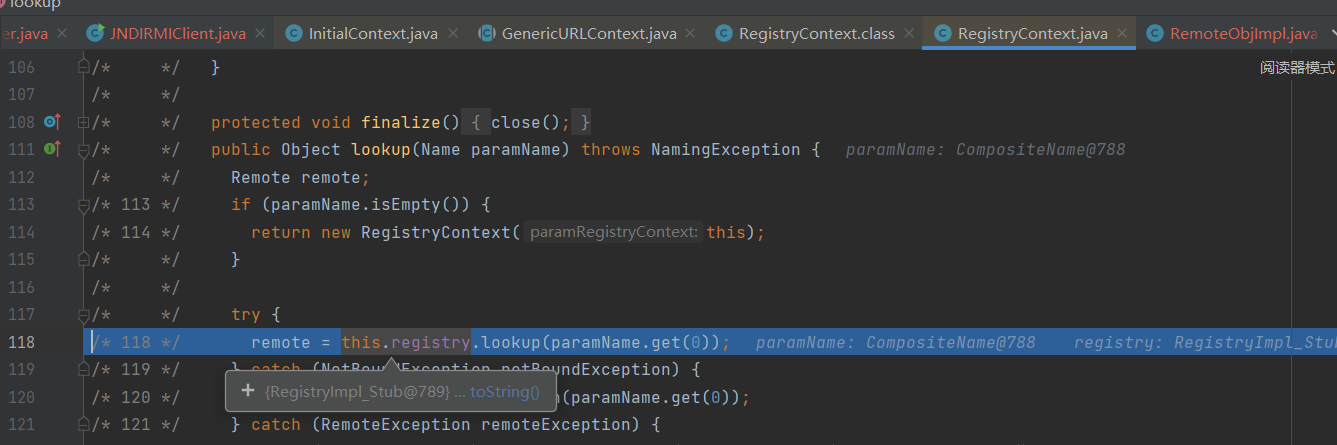 lookup
er.java JNDIRMIClient.java InitialContext.java GenericURLContext.java RegistryContext.class RegistryContext.java RemoteObjImpl.java
106 /* */ }
阅读器模式
107 /* */
108 /* */ protected void finalize() { close(); }
111 /* */ public Object lookup(Name paramName) throws NamingException { paramName: CompositeName@788
112 /* */ Remote remote;
113 /* 113 */ if (paramName.isEmpty()) {
114 /* 114 */ return new RegistryContext( paramRegistryContext: this);
115 /* */ }
116 /* */
117 /* */ try {
118 /* 118 */ remote = this.registry.lookup(paramName.get(0)); paramName: CompositeName@788 registry: RegistryImpl_Stub
119 /* 119 */ } catch (NotBoundException notBoundException) {
{RegistryImpl_Stub@789} ... toString()
120 /* 120 */ (paramName.get(0));
121 /* 121 */ } catch (RemoteException remoteException) {